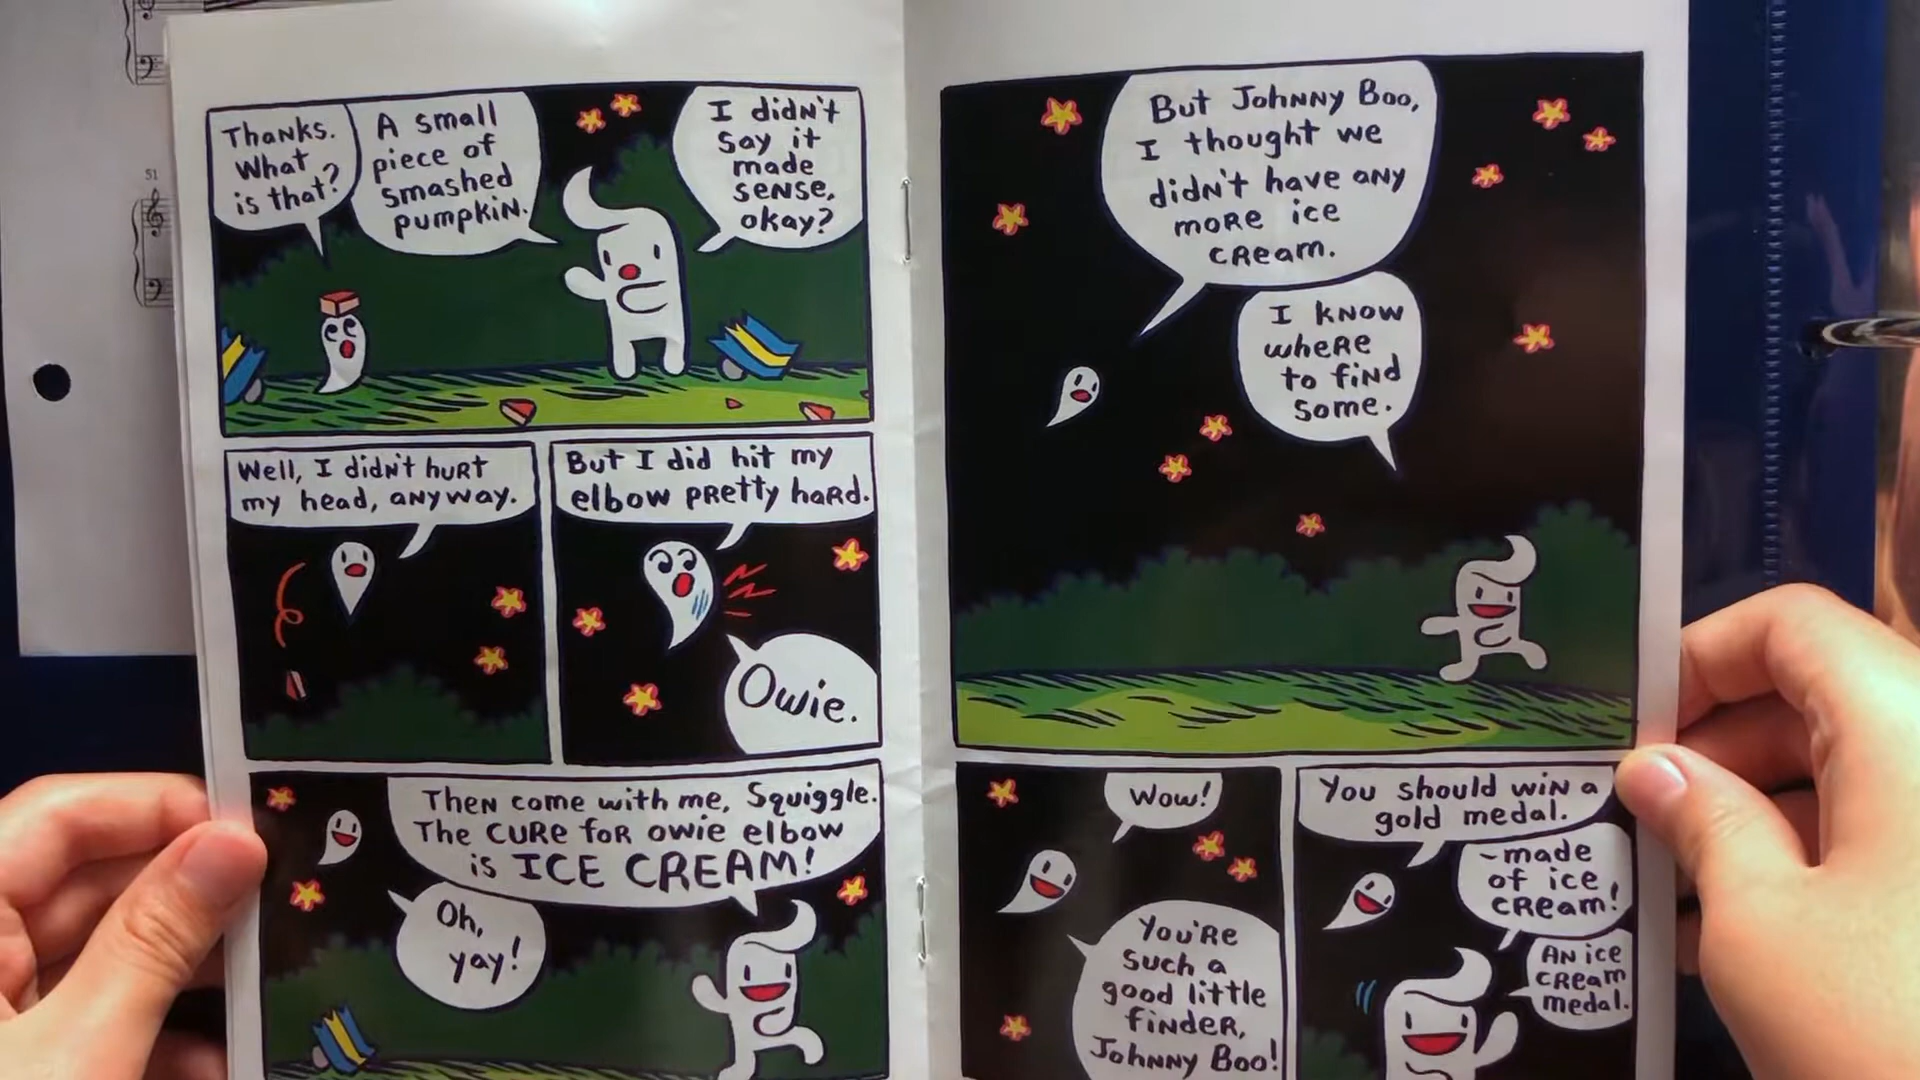 51
Thanks.
What
is that?
A small
piece of
smashed
pumpkin.
I didn't
say it
made
sense,
okay?
Well, I didn't hurt
my head, anyway.
But I did hit my
elbow pretty hard.
Owie.
Then come with me, Squiggle.
The cure for owie elbow
is ICE CREAM!
Oh,
yay!
But Johnny Boo,
I thought we
didn't have any
more ice
cream.
I know
where
to find
some.
Wow!
You're
such a
good little
finder,
Johnny Boo!
You should win a
gold medal.
-made
of ice
cream!
An ice
cream
medal.